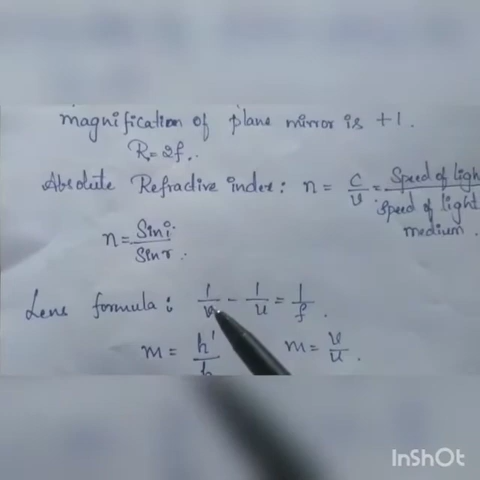 magnification of plane mirror is +1.
R=2f.
Absolute Refractive index: n = c/v = Speed of ligh/speed of light medium.
n = Sin i/Sin r.
Lens formula: 1/v - 1/u = 1/f.
m = h'/h m = v/u.
InShOt